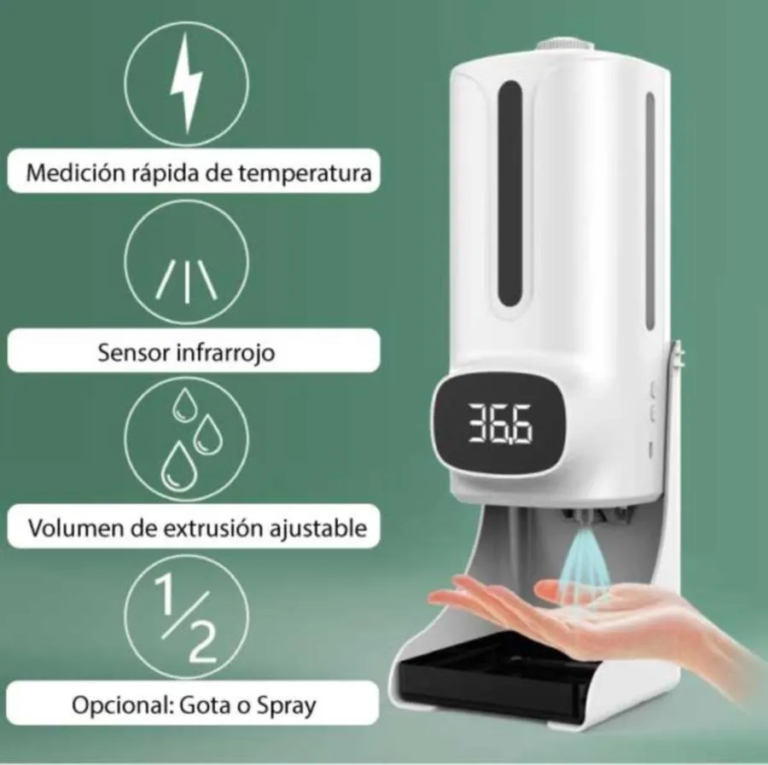 Medición rápida de temperatura
Sensor infrarrojo
36,6
Volumen de extrusión ajustable
1/2
Opcional: Gota o Spray